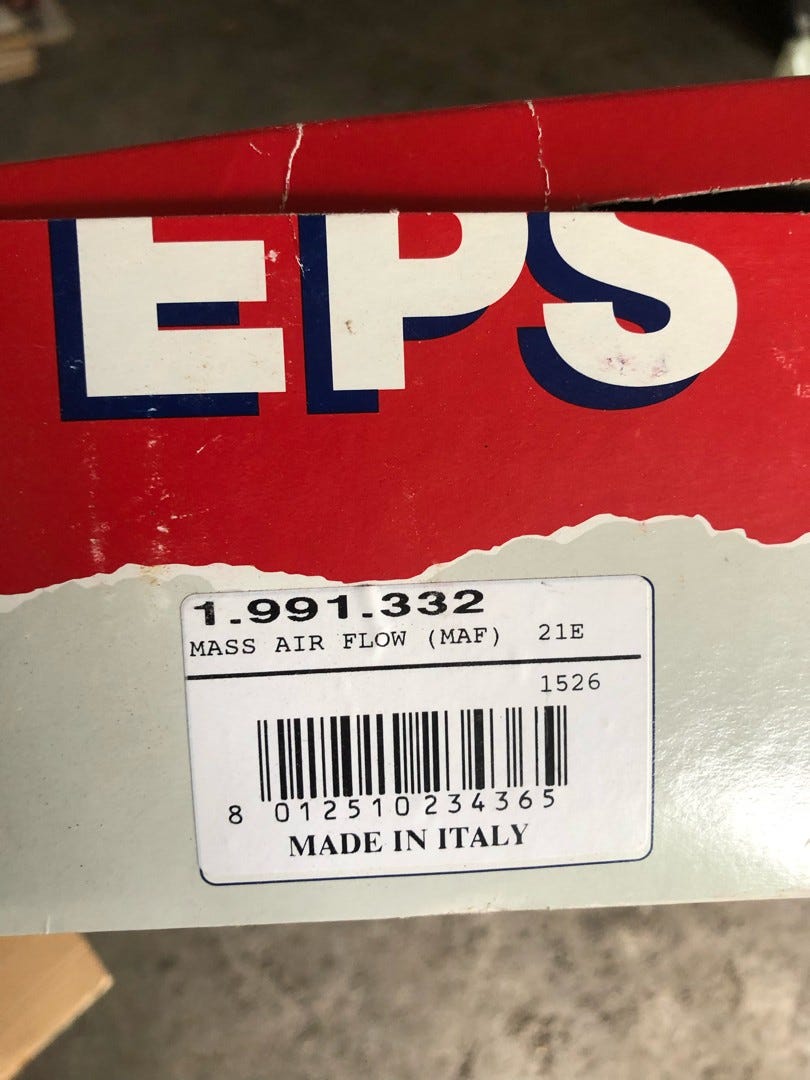 EPS
1.991.332
MASS AIR FLOW (MAF) 21E
1526
8 012510 234365
MADE IN ITALY